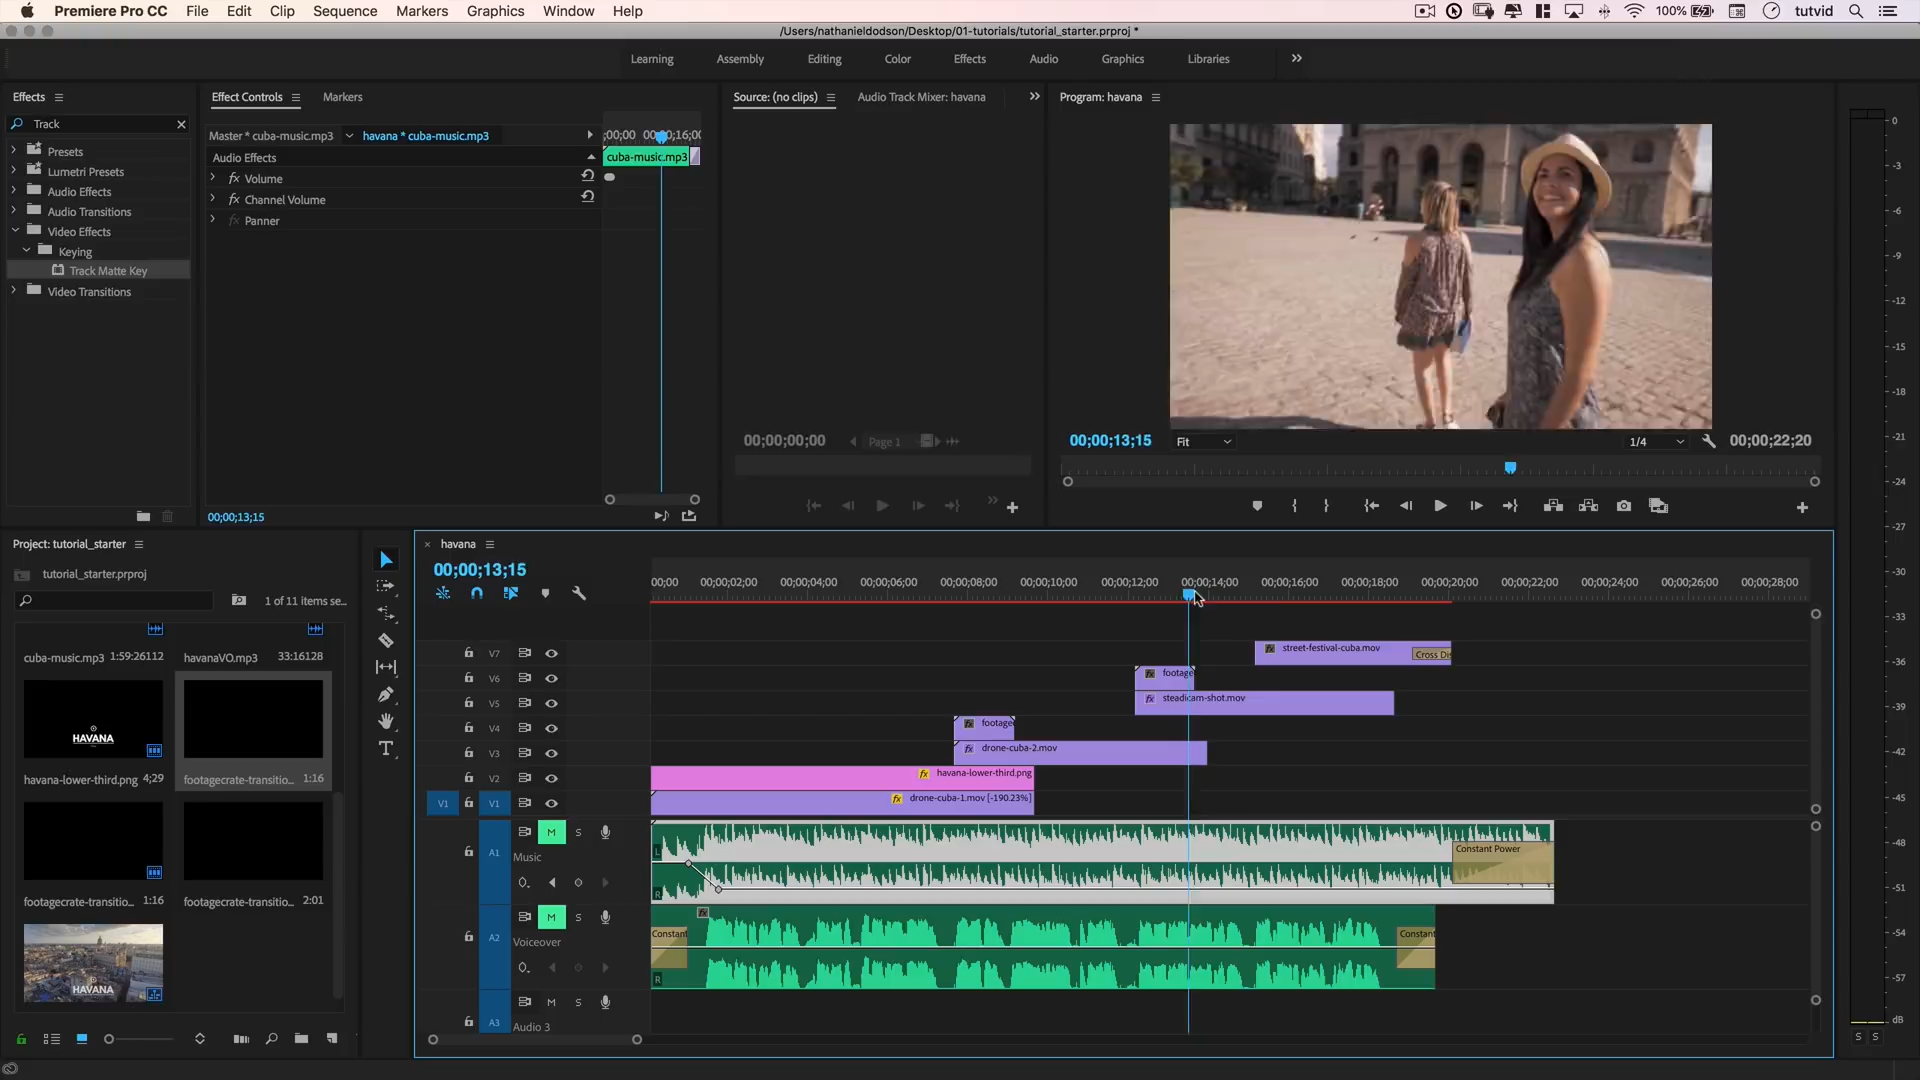 Premiere Pro CC File Edit Clip Sequence Markers Graphics Window Help 100% tutvid
/Users/nathanieldodson/Desktop/01-tutorials/tutorial_starter.prproj *
Learning Assembly Editing Color Effects Audio Graphics Libraries
Effects
Track
Presets
Lumetri Presets
Audio Effects
Audio Transitions
Video Effects
Keying
Track Matte Key
Video Transitions
Effect Controls Markers
Master * cuba-music.mp3 havana * cuba-music.mp3
Audio Effects
fx Volume
fx Channel Volume
fx Panner
;00;00
cuba-music.mp3
00;00;13;15
Source: (no clips) Audio Track Mixer: havana
00;00;00;00 Page 1
Program: havana
00;00;13;15 Fit 1/4 00;00;22;20
Project: tutorial_starter
tutorial_starter.prproj
1 of 11 items se...
cuba-music.mp3 1:59:26112
havanaVO.mp3 33:16128
HAVANA
havana-lower-third.png 4;29
footagecrate-transitio... 1:16
footagecrate-transitio... 1:16
footagecrate-transitio... 2:01
HAVANA
T
havana
00;00;13;15
00;00 00;00;02;00 00;00;04;00 00;00;06;00 00;00;08;00 00;00;10;00 00;00;12;00 00;00;14;00 00;00;16;00 00;00;18;00 00;00;20;00 00;00;22;00 00;00;24;00 00;00;26;00 00;00;28;00
V7 fx street-festival-cuba.mov Cross Dis
V6 fx footage
V5 fx steadicam-shot.mov
V4 fx footage
V3 fx drone-cuba-2.mov
V2 fx havana-lower-third.png
V1 V1 fx drone-cuba-1.mov [-190.23%]
A1 M S
Music
L
R
Constant Power
A2 M S
Voiceover
fx
Constant
R
Constant
A3 M S
Audio 3
0
-3
-6
-9
-12
-15
-18
-21
-24
-27
-30
-33
-36
-39
-42
-45
-48
-51
-54
-57
dB
S S